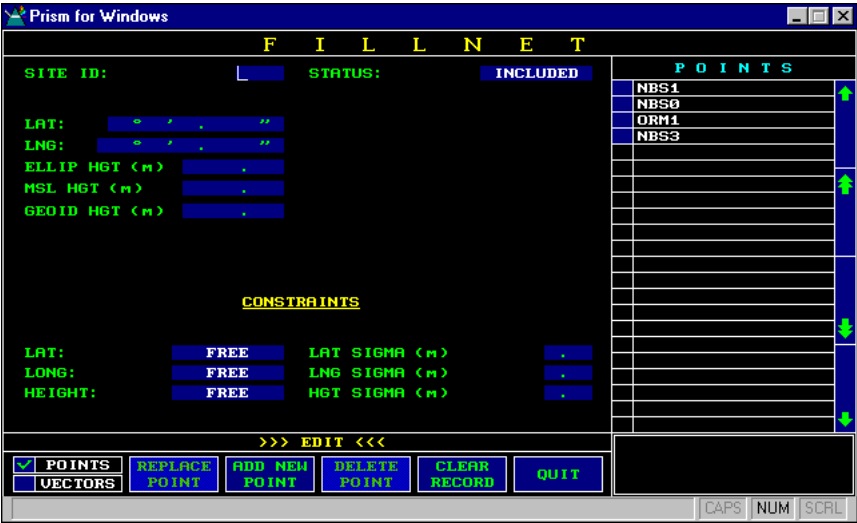 Prism for Windows
F I L L N E T
SITE ID: STATUS: INCLUDED
LAT: ° ' . "
LNG: ° ' . "
ELLIP HGT (m) .
MSL HGT (m) .
GEOID HGT (m) .
CONSTRAINTS
LAT: FREE LAT SIGMA (m) .
LONG: FREE LNG SIGMA (m) .
HEIGHT: FREE HGT SIGMA (m) .
P O I N T S
NBS1
NBS0
ORM1
NBS3
>>> EDIT <<<
POINTS
VECTORS
REPLACE
POINT
ADD NEW
POINT
DELETE
POINT
CLEAR
RECORD
QUIT
CAPS NUM SCRL